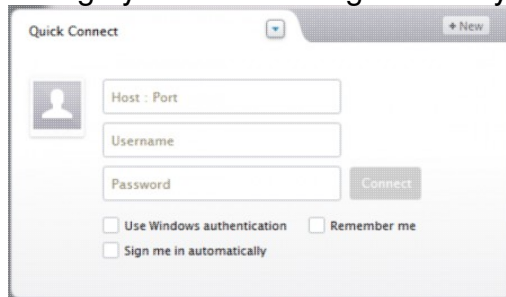 Quick Connect
+ New
Host : Port
Username
Password
Connect
Use Windows authentication
Remember me
Sign me in automatically